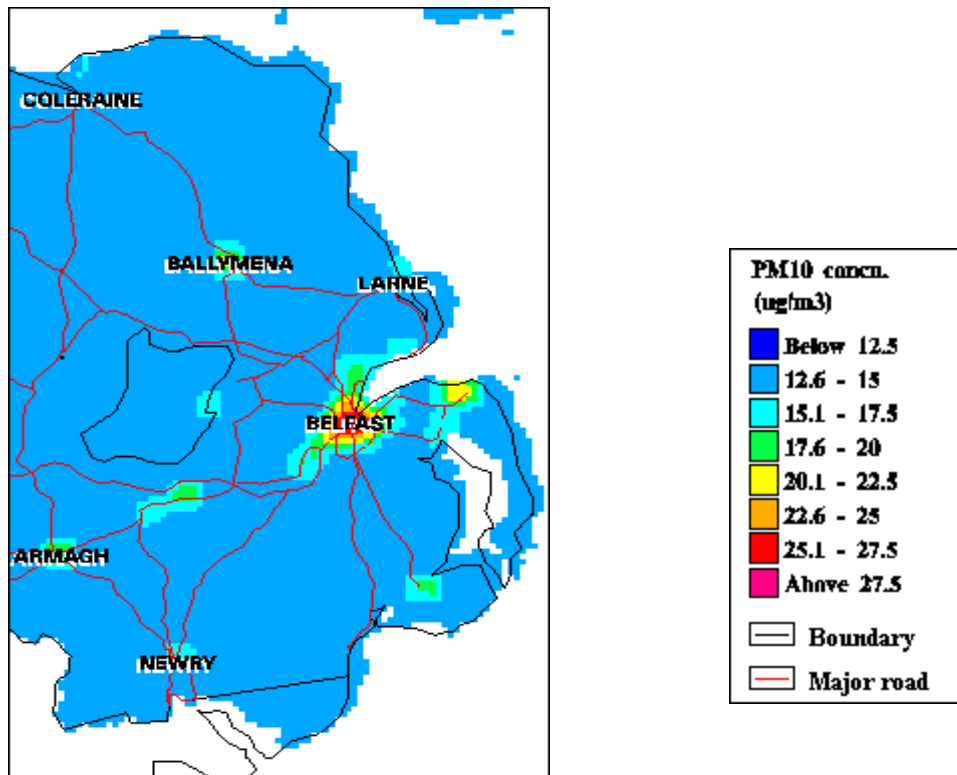 COLERAINE
BALLYMENA
LARNE
BELFAST
ARMAGH
NEWRY
PM10 concn.
(ug/m3)
Below 12.5
12.6 - 15
15.1 - 17.5
17.6 - 20
20.1 - 22.5
22.6 - 25
25.1 - 27.5
Above 27.5
Boundary
Major road